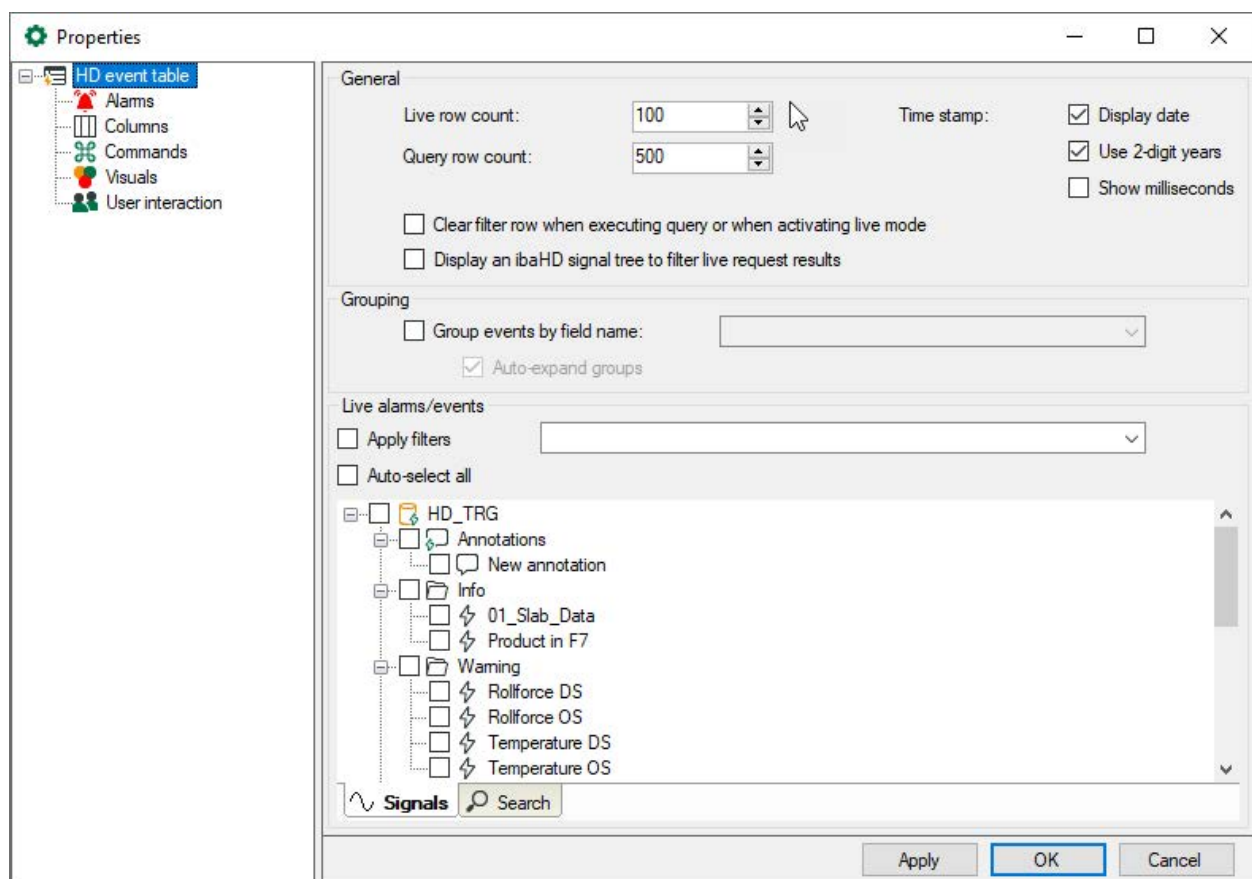 Properties
HD event table
Alarms
Columns
Commands
Visuals
User interaction
General
Live row count: 100 Time stamp: Display date
Query row count: 500 Use 2-digit years
Show milliseconds
Clear filter row when executing query or when activating live mode
Display an ibaHD signal tree to filter live request results
Grouping
Group events by field name:
Auto-expand groups
Live alarms/events
Apply filters
Auto-select all
HD_TRG
Annotations
New annotation
Info
01_Slab_Data
Product in F7
Warning
Rollforce DS
Rollforce OS
Temperature DS
Temperature OS
Signals Search
Apply OK Cancel